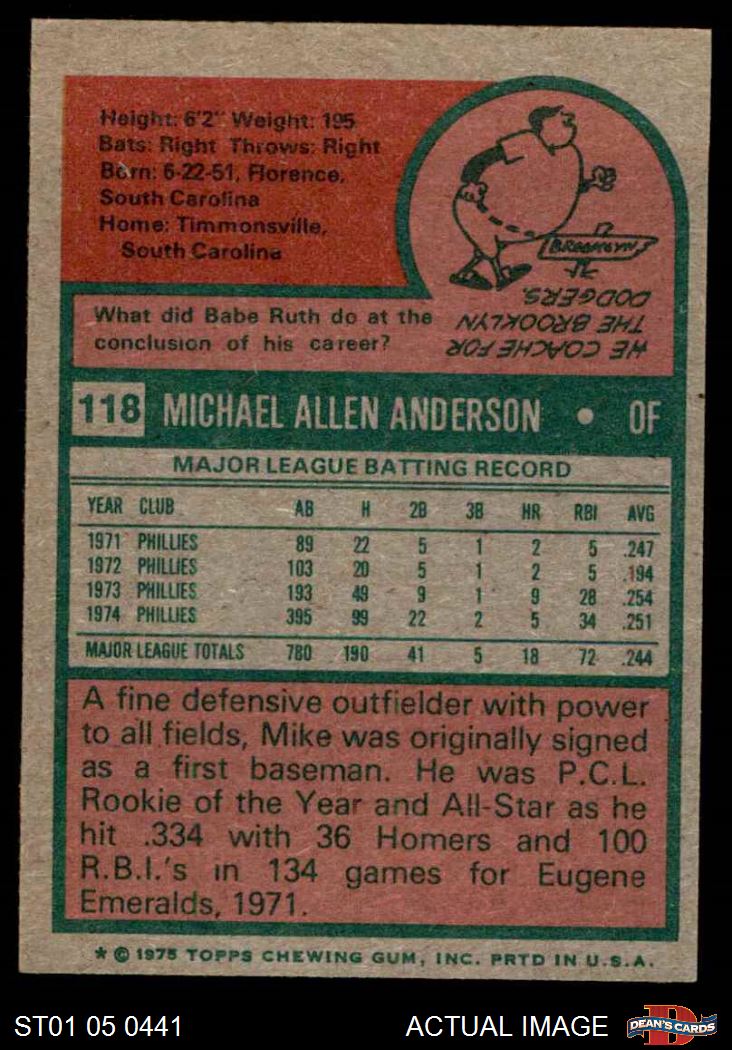 Height: 6'2" Weight: 195
Bats: Right Throws: Right
Born: 6-22-51, Florence,
South Carolina
Home: Timmonsville,
South Carolina
BROOKLYN
What did Babe Ruth do at the
conclusion of his career?
HE COACHE FOR
THE BROOKLYN
DODGERS.
118 MICHAEL ALLEN ANDERSON • OF
MAJOR LEAGUE BATTING RECORD
YEAR CLUB AB H 2B 3B HR RBI AVG
1971 PHILLIES 89 22 5 1 2 5 .247
1972 PHILLIES 103 20 5 1 2 5 .194
1973 PHILLIES 193 49 9 1 9 28 .254
1974 PHILLIES 395 99 22 2 5 34 .251
MAJOR LEAGUE TOTALS 780 190 41 5 18 72 .244
A fine defensive outfielder with power
to all fields, Mike was originally signed
as a first baseman. He was P.C.L.
Rookie of the Year and All-Star as he
hit .334 with 36 Homers and 100
R.B.I.'s in 134 games for Eugene
Emeralds, 1971.
* © 1975 TOPPS CHEWING GUM, INC. PRTD IN U.S.A.
ST01 05 0441 ACTUAL IMAGE
D
DEAN'S CARDS